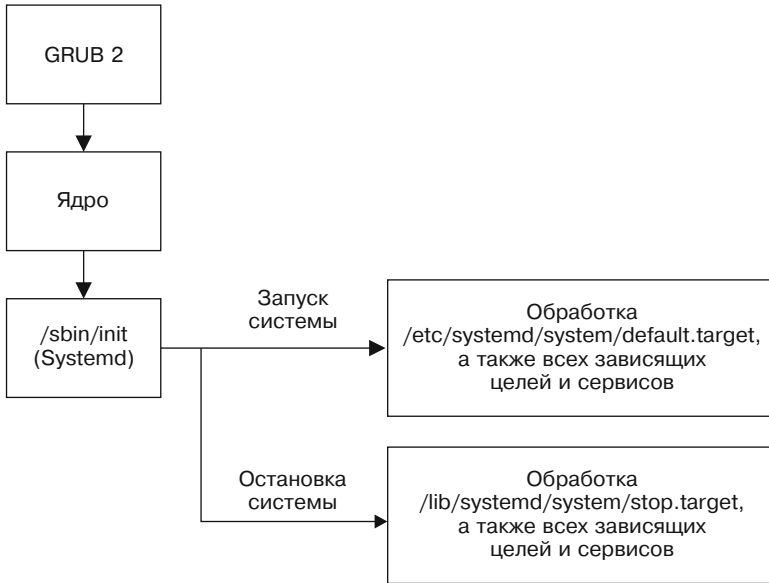 GRUB 2
Ядро
/sbin/init
(Systemd)
Запуск
системы
Обработка
/etc/systemd/system/default.target,
а также всех зависящих
целей и сервисов
Остановка
системы
Обработка
/lib/systemd/system/stop.target,
а также всех зависящих
целей и сервисов